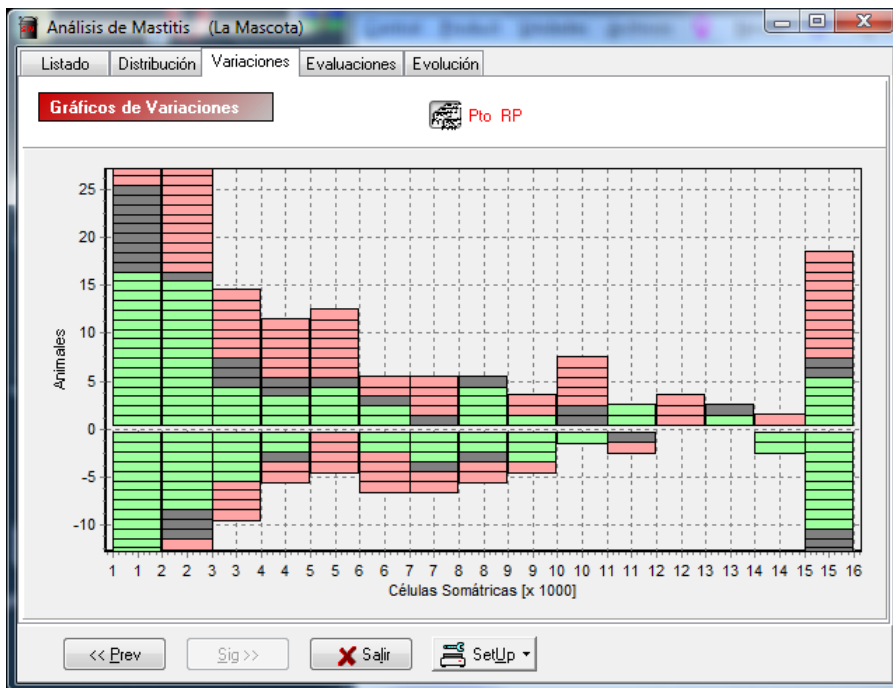 Análisis de Mastitis (La Mascota)
Listado Distribución Variaciones Evaluaciones Evolución
Gráficos de Variaciones
Pto RP
25
20
15
10
5
0
-5
-10
Animales
1 1 2 2 3 3 4 4 5 5 6 6 7 7 8 8 9 9 10 10 11 11 12 12 13 13 14 14 15 15 16
Células Somátricas [x 1000]
<< Prev Sig >> Salir SetUp